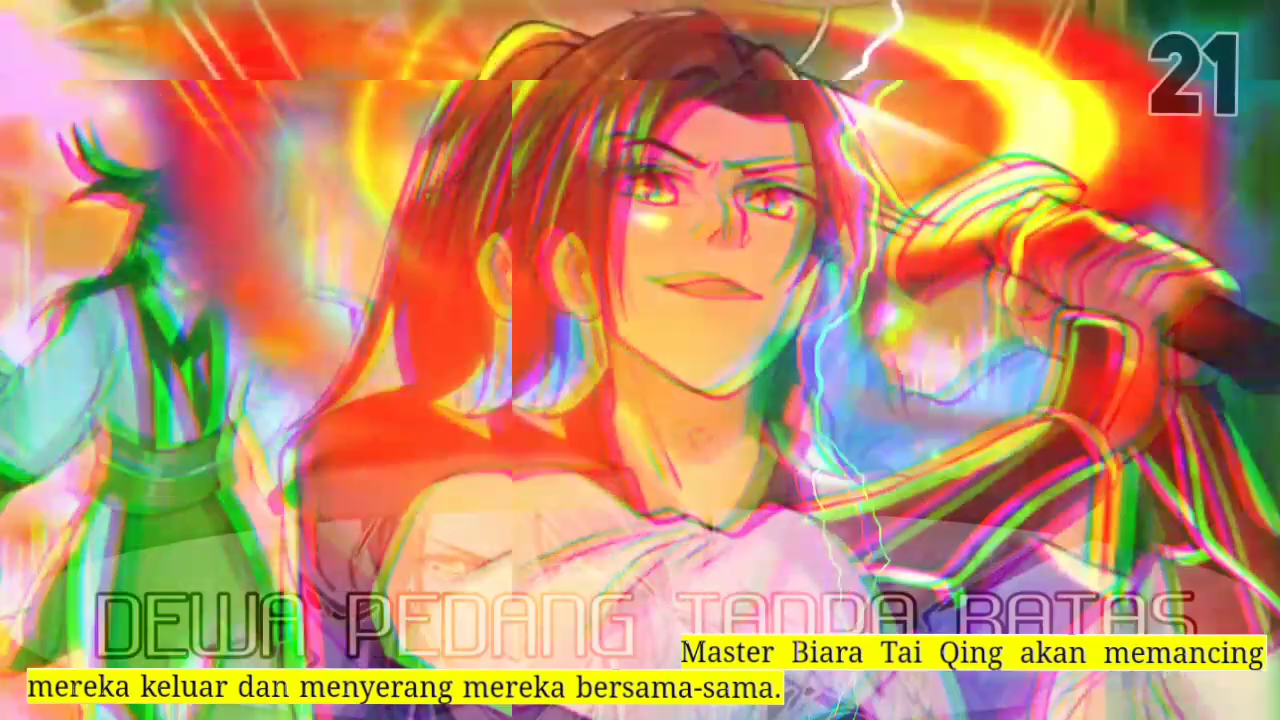 21
DEWA PEDANG TANPA BATAS
Master Biara Tai Qing akan memancing
mereka keluar dan menyerang mereka bersama-sama.